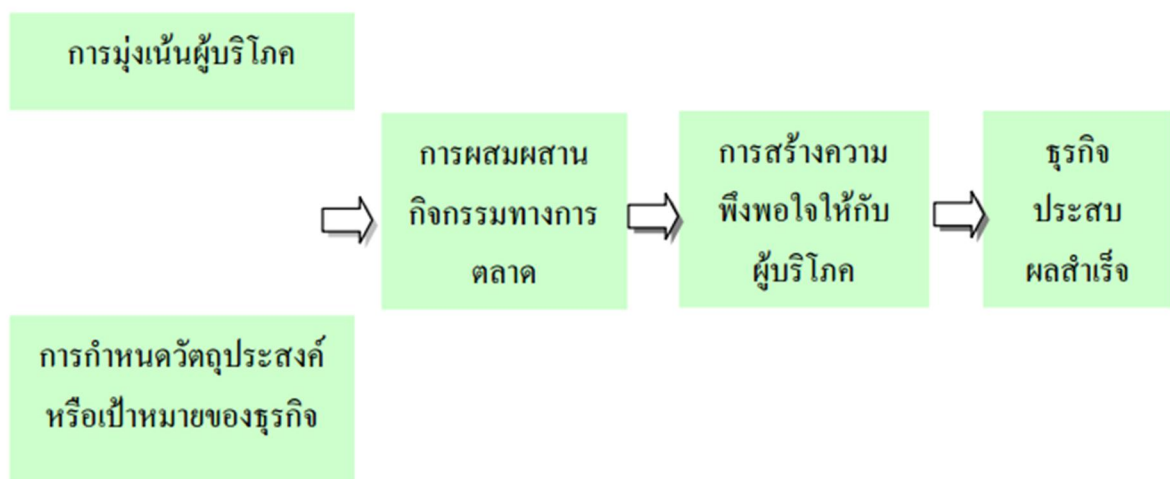 การมุ่งเน้นผู้บริโภค
การกำหนดวัตถุประสงค์
หรือเป้าหมายของธุรกิจ
การผสมผสาน
กิจกรรมทางการ
ตลาด
การสร้างความ
พึงพอใจให้กับ
ผู้บริโภค
ธุรกิจ
ประสบ
ผลสำเร็จ